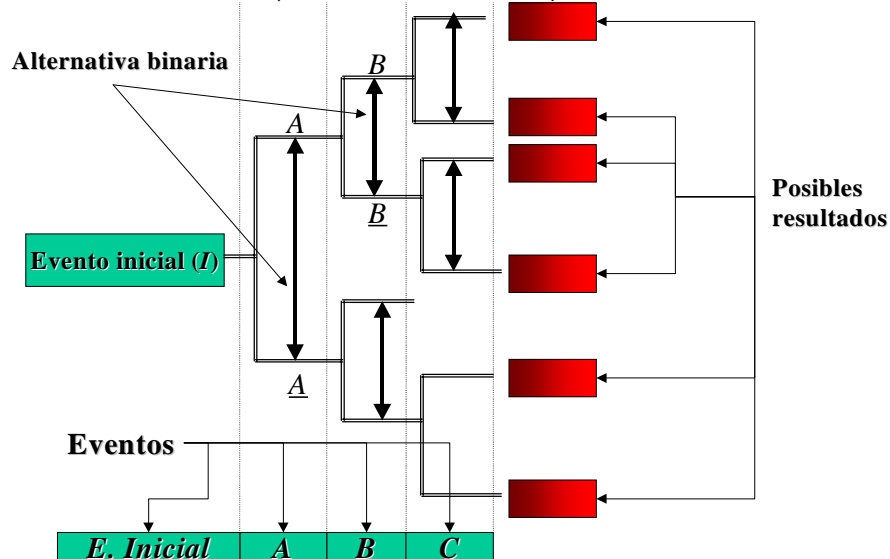 Alternativa binaria
B
A
B
Posibles
resultados
Evento inicial (I)
A
Eventos
E. Inicial
A
B
C